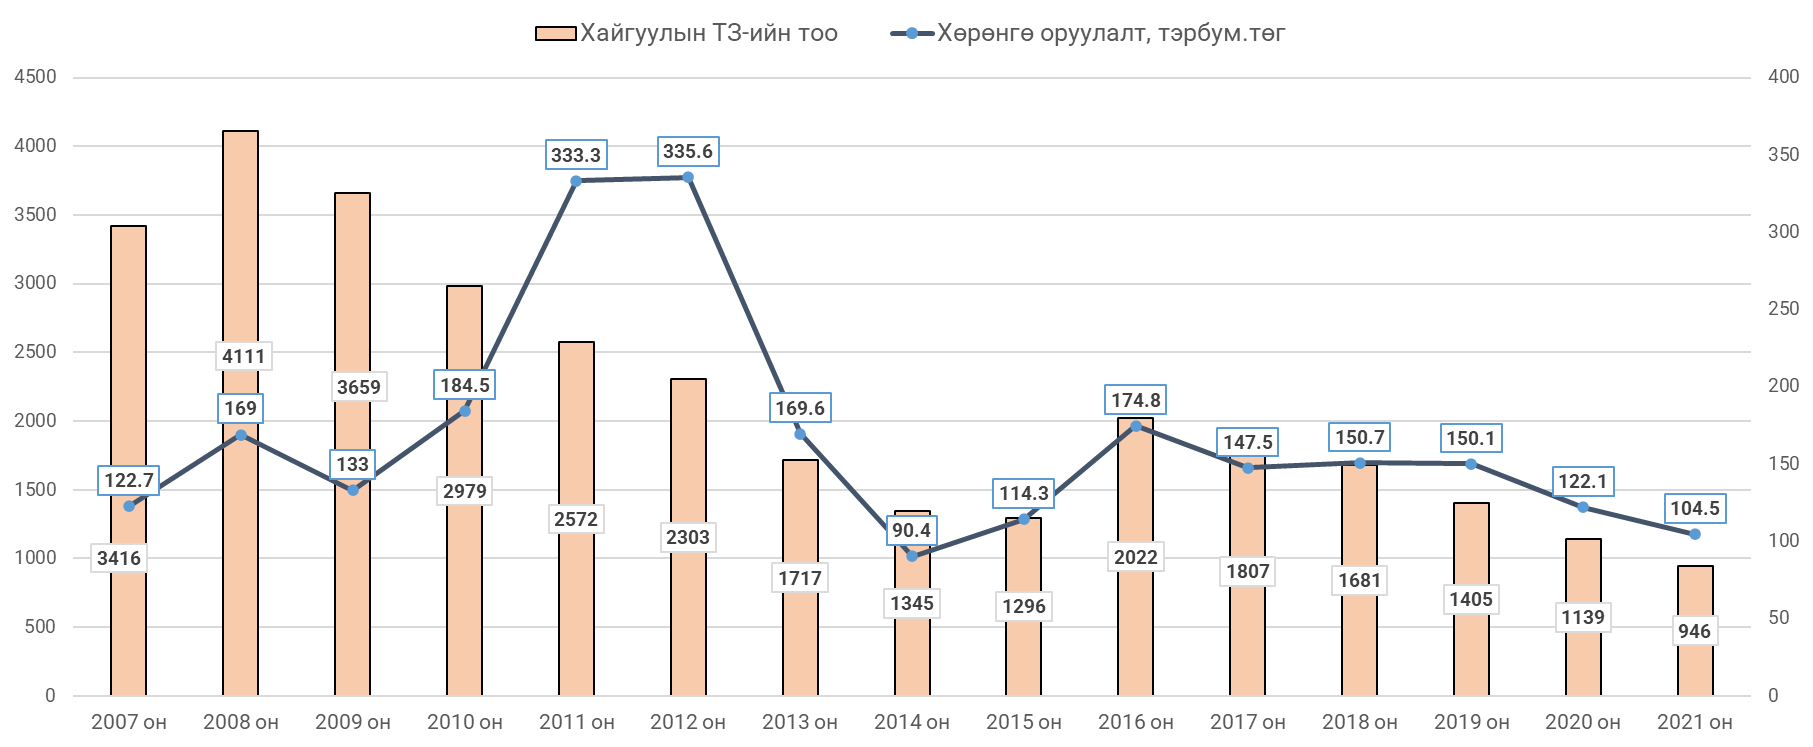 Хайгуулын ТЗ-ийн тоо Хөрөнгө оруулалт, тэрбум.төг
4500 400
4000 350
3500 300
3000 250
2500 200
2000 150
1500 100
1000 50
500 0
0
333.3 335.6
4111 3659 184.5 169 169.6 174.8
133 122.7 147.5 150.7 150.1
2979 114.3 122.1
2572 90.4 104.5
3416 2303 2022
1717 1345 1296 1807 1681 1405 1139 946
2007 он 2008 он 2009 он 2010 он 2011 он 2012 он 2013 он 2014 он 2015 он 2016 он 2017 он 2018 он 2019 он 2020 он 2021 он